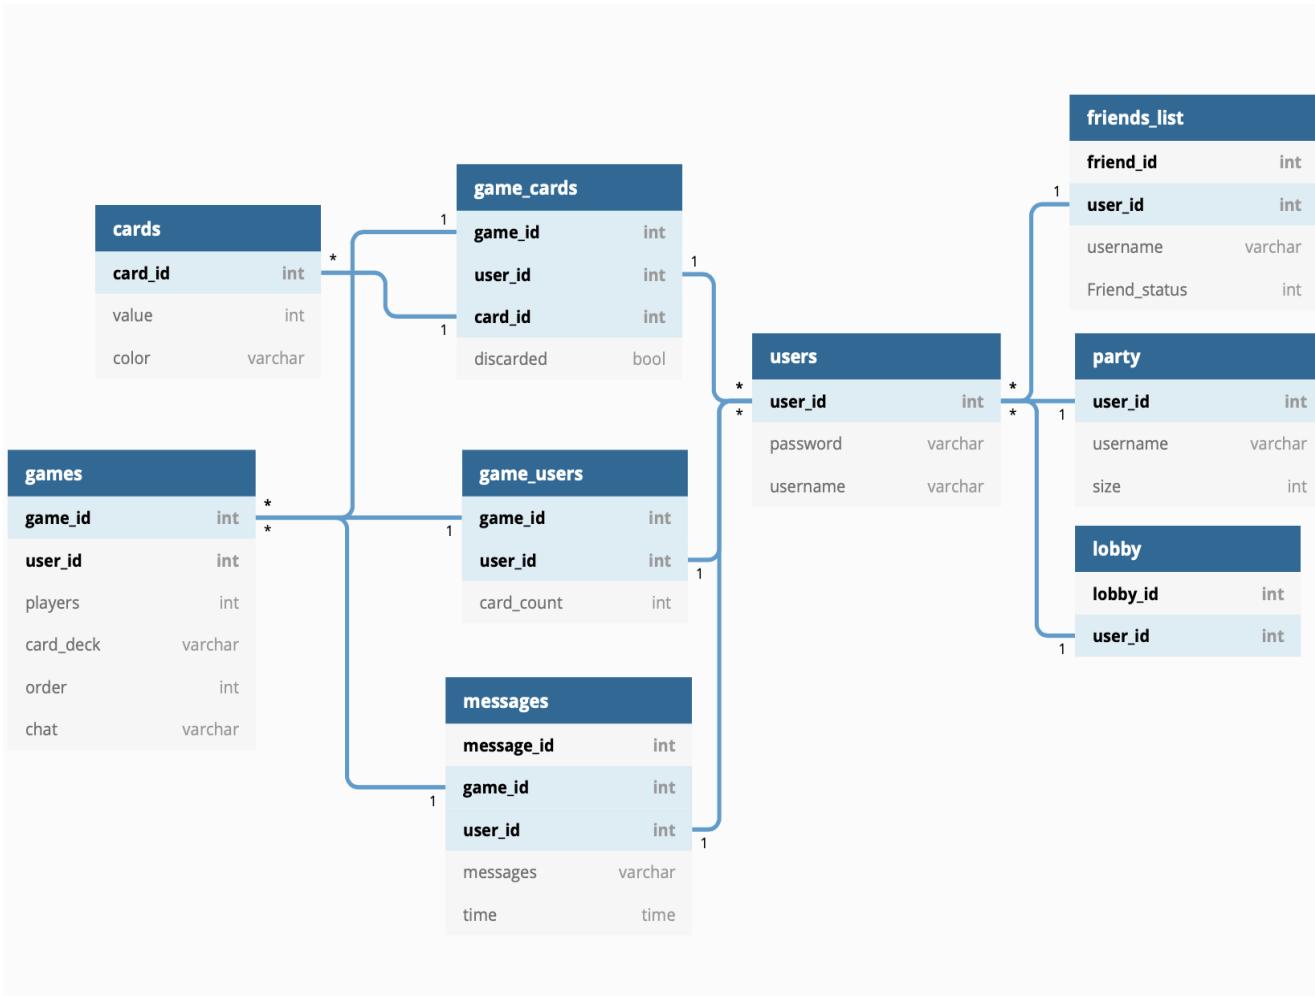 friends_list
friend_id int
user_id int
username varchar
Friend_status int
1
game_cards
game_id int
user_id int
card_id int
discarded bool
1
1
1
cards
card_id int
value int
color varchar
*
users
user_id int
password varchar
username varchar
*
*
*
*
party
user_id int
username varchar
size int
1
games
game_id int
user_id int
players int
card_deck varchar
order int
chat varchar
*
*
game_users
game_id int
user_id int
card_count int
1
1
lobby
lobby_id int
user_id int
1
messages
message_id int
game_id int
user_id int
messages varchar
time time
1
1